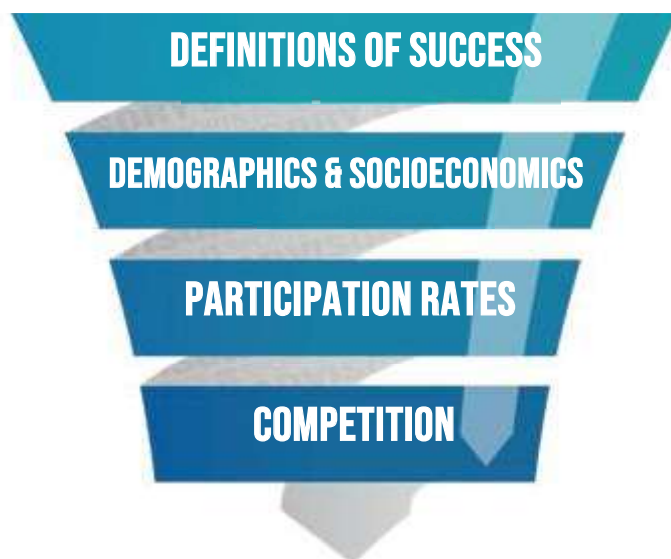 DEFINITIONS OF SUCCESS
DEMOGRAPHICS & SOCIOECONOMICS
PARTICIPATION RATES
COMPETITION